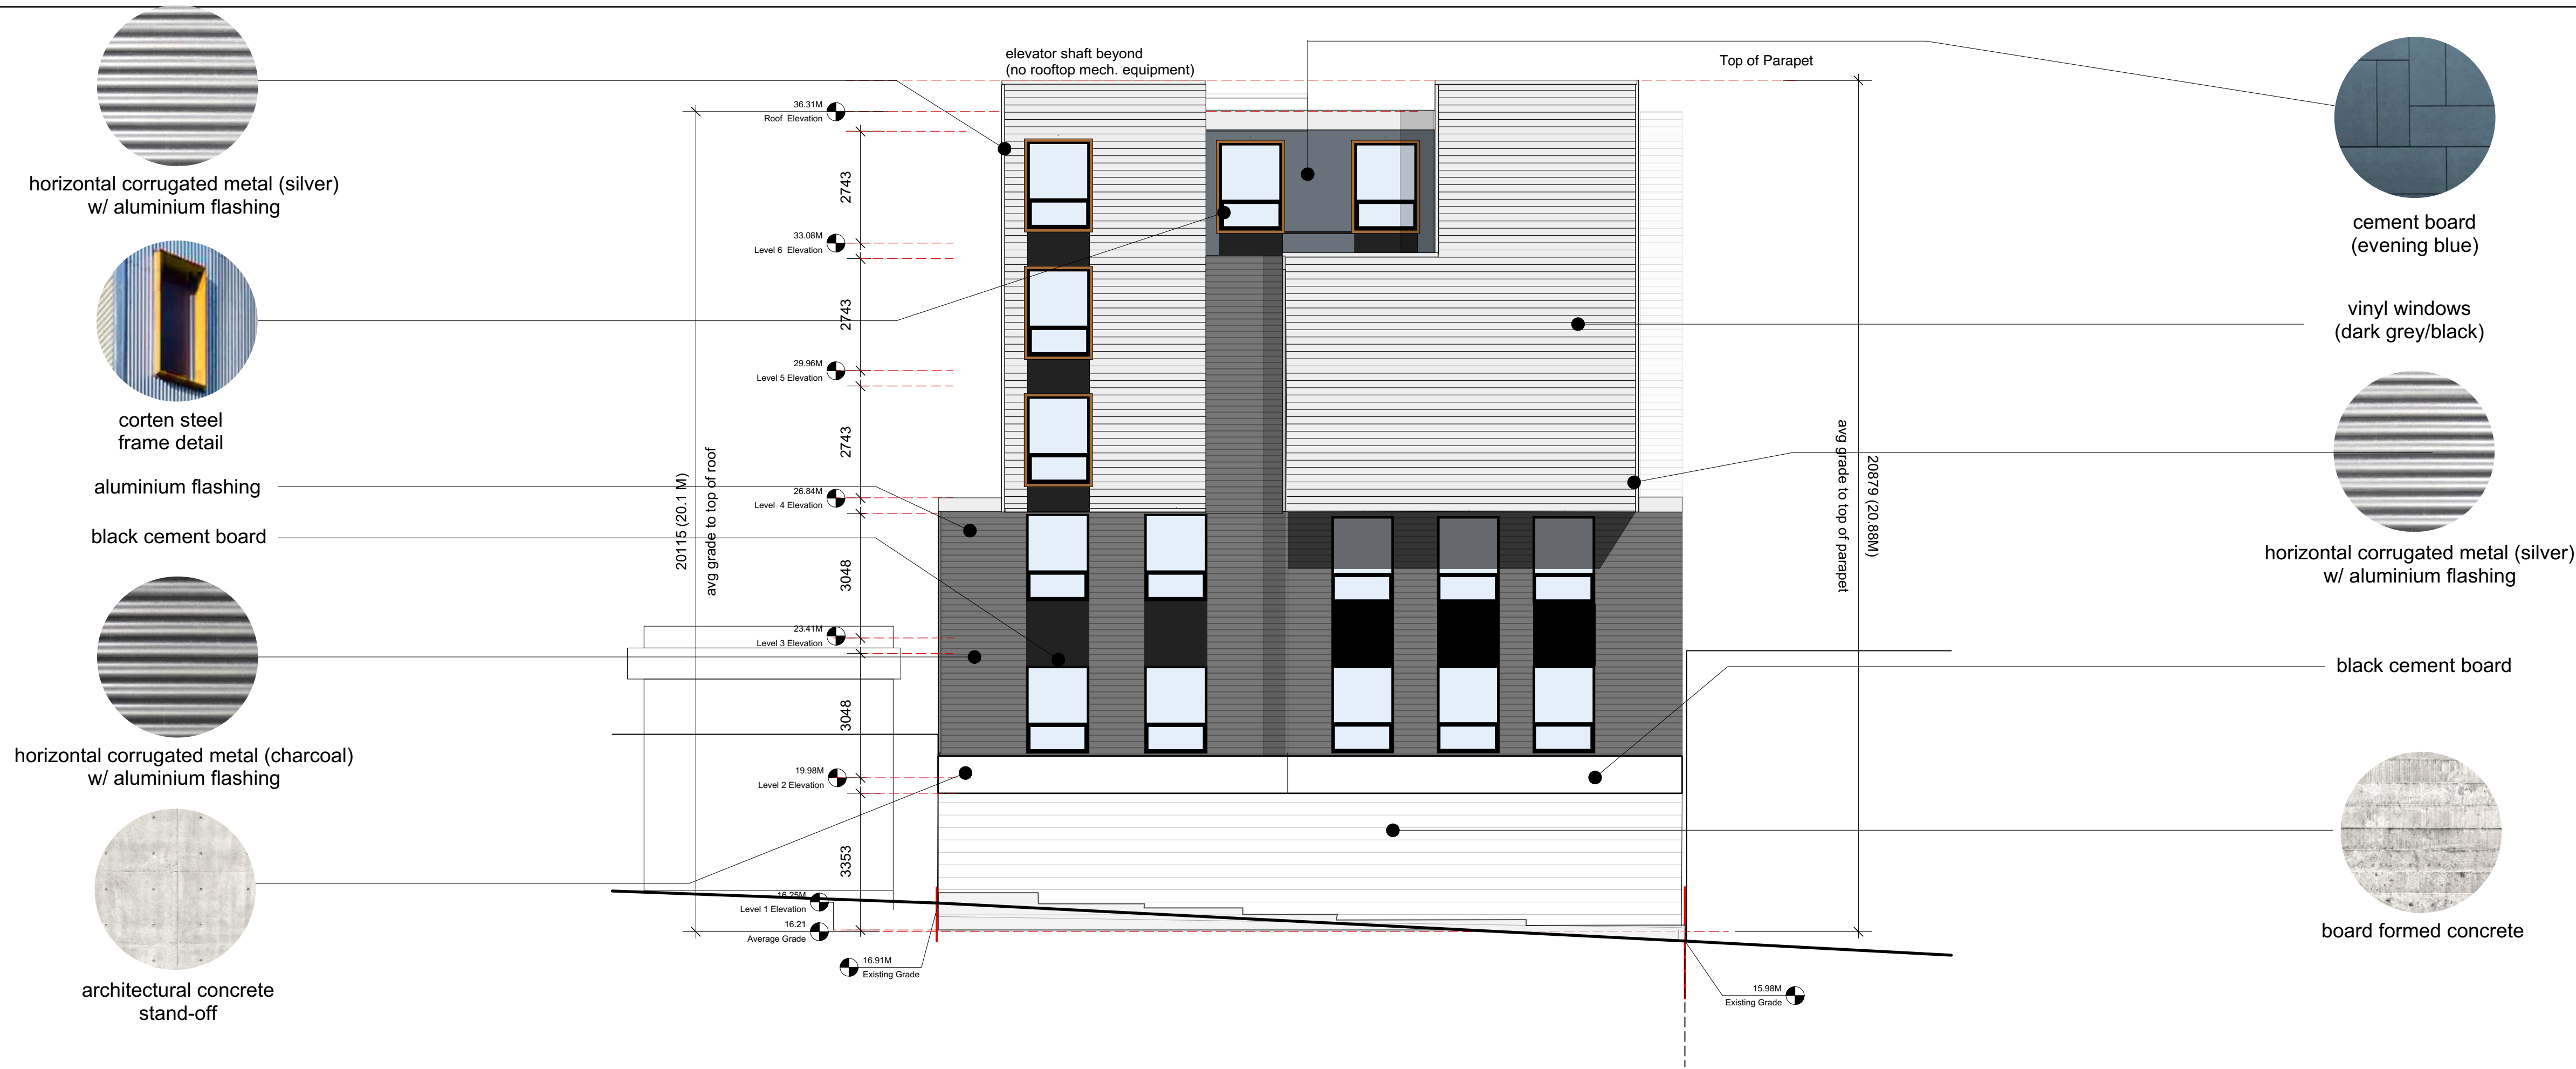 elevator shaft beyond
(no rooftop mech. equipment)
Top of Parapet
horizontal corrugated metal (silver)
w/ aluminium flashing
corten steel
frame detail
aluminium flashing
black cement board
horizontal corrugated metal (charcoal)
w/ aluminium flashing
architectural concrete
stand-off
20115 (20.1 M)
avg grade to top of roof
36.31M
Roof Elevation
2743
33.08M
Level 6 Elevation
2743
29.96M
Level 5 Elevation
2743
26.84M
Level 4 Elevation
3048
23.41M
Level 3 Elevation
3048
19.98M
Level 2 Elevation
3353
16.25M
Level 1 Elevation
16.21
Average Grade
16.91M
Existing Grade
15.98M
Existing Grade
avg grade to top of parapet
20879 (20.88M)
cement board
(evening blue)
vinyl windows
(dark grey/black)
horizontal corrugated metal (silver)
w/ aluminium flashing
black cement board
board formed concrete